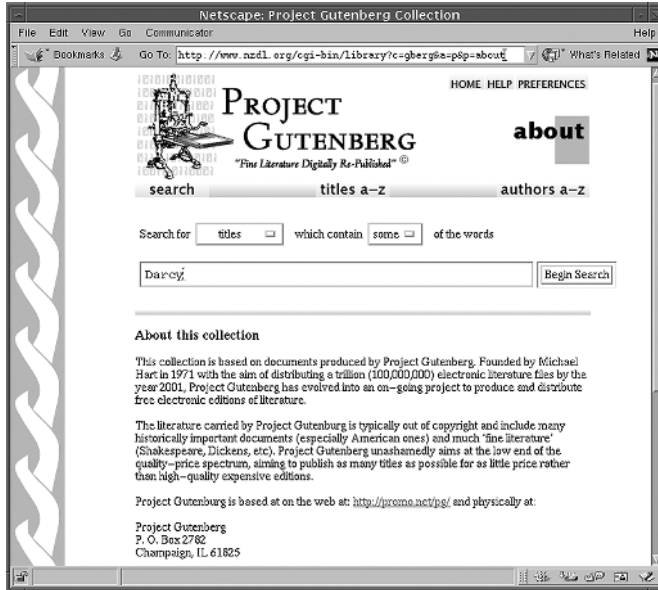 Netscape: Project Gutenberg Collection
File Edit View Go Communicator Help
Bookmarks Go To: http://www.nzdl.org/cgi-bin/library?c=gberg&a=p&p=about What's Related N
HOME HELP PREFERENCES
PROJECT
GUTENBERG
"Fine Literature Digitally Re-Published" ©
about
search titles a-z authors a-z
Search for titles which contain some of the words
Darcy Begin Search
About this collection
This collection is based on documents produced by Project Gutenberg. Founded by Michael
Hart in 1971 with the aim of distributing a trillion (100,000,000) electronic literature files by the
year 2001, Project Gutenberg has evolved into an on-going project to produce and distribute
free electronic editions of literature.
The literature carried by Project Gutenburg is typically out of copyright and include many
historically important documents (especially American ones) and much 'fine literature'
(Shakespeare, Dickens, etc). Project Gutenberg unashamedly aims at the low end of the
quality-price spectrum, aiming to publish as many titles as possible for as little price rather
than high-quality expensive editions.
Project Gutenburg is based at on the web at: http://promo.net/pg/ and physically at:
Project Gutenberg
P. O. Box 2782
Champaign, IL 61825